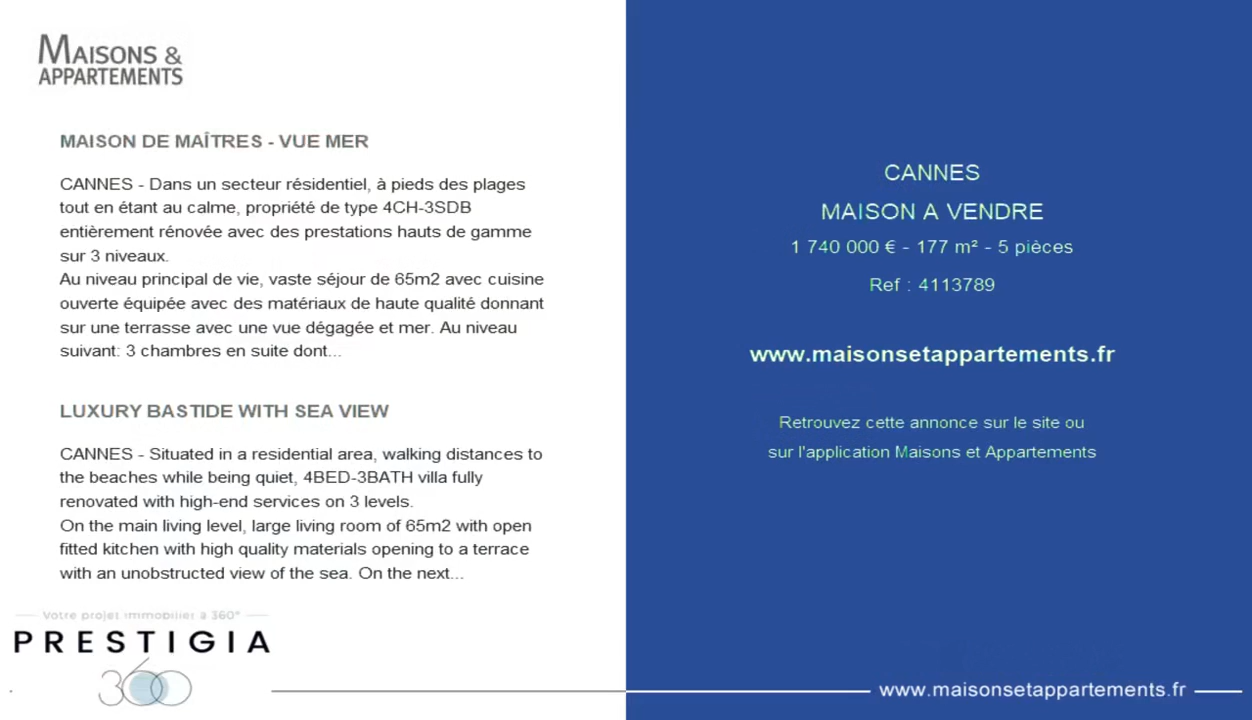 MAISONS &
APPARTEMENTS
MAISON DE MAÎTRES - VUE MER
CANNES - Dans un secteur résidentiel, à pieds des plages
tout en étant au calme, propriété de type 4CH-3SDB
entièrement rénovée avec des prestations hauts de gamme
sur 3 niveaux.
Au niveau principal de vie, vaste séjour de 65m2 avec cuisine
ouverte équipée avec des matériaux de haute qualité donnant
sur une terrasse avec une vue dégagée et mer. Au niveau
suivant: 3 chambres en suite dont...
LUXURY BASTIDE WITH SEA VIEW
CANNES - Situated in a residential area, walking distances to
the beaches while being quiet, 4BED-3BATH villa fully
renovated with high-end services on 3 levels.
On the main living level, large living room of 65m2 with open
fitted kitchen with high quality materials opening to a terrace
with an unobstructed view of the sea. On the next...
Votre projet immobilier à 360°
PRESTIGIA
360
CANNES
MAISON A VENDRE
1 740 000 € - 177 m² - 5 pièces
Ref : 4113789
www.maisonsetappartements.fr
Retrouvez cette annonce sur le site ou
sur l'application Maisons et Appartements
www.maisonsetappartements.fr